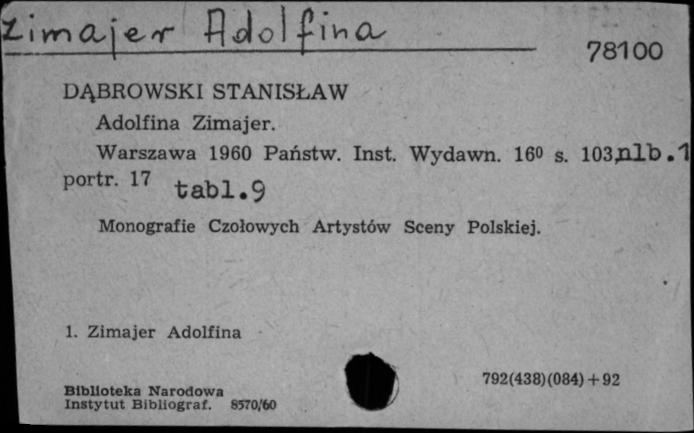 Zimajer Adolfina
78100
DĄBROWSKI STANISŁAW
Adolfina Zimajer.
Warszawa 1960 Państw. Inst. Wydawn. 16⁰ s. 103,nlb.1
portr. 17 tabl.9
Monografie Czołowych Artystów Sceny Polskiej.
1. Zimajer Adolfina
792(438)(084)+92
Biblioteka Narodowa
Instytut Bibliograf. 8570/60